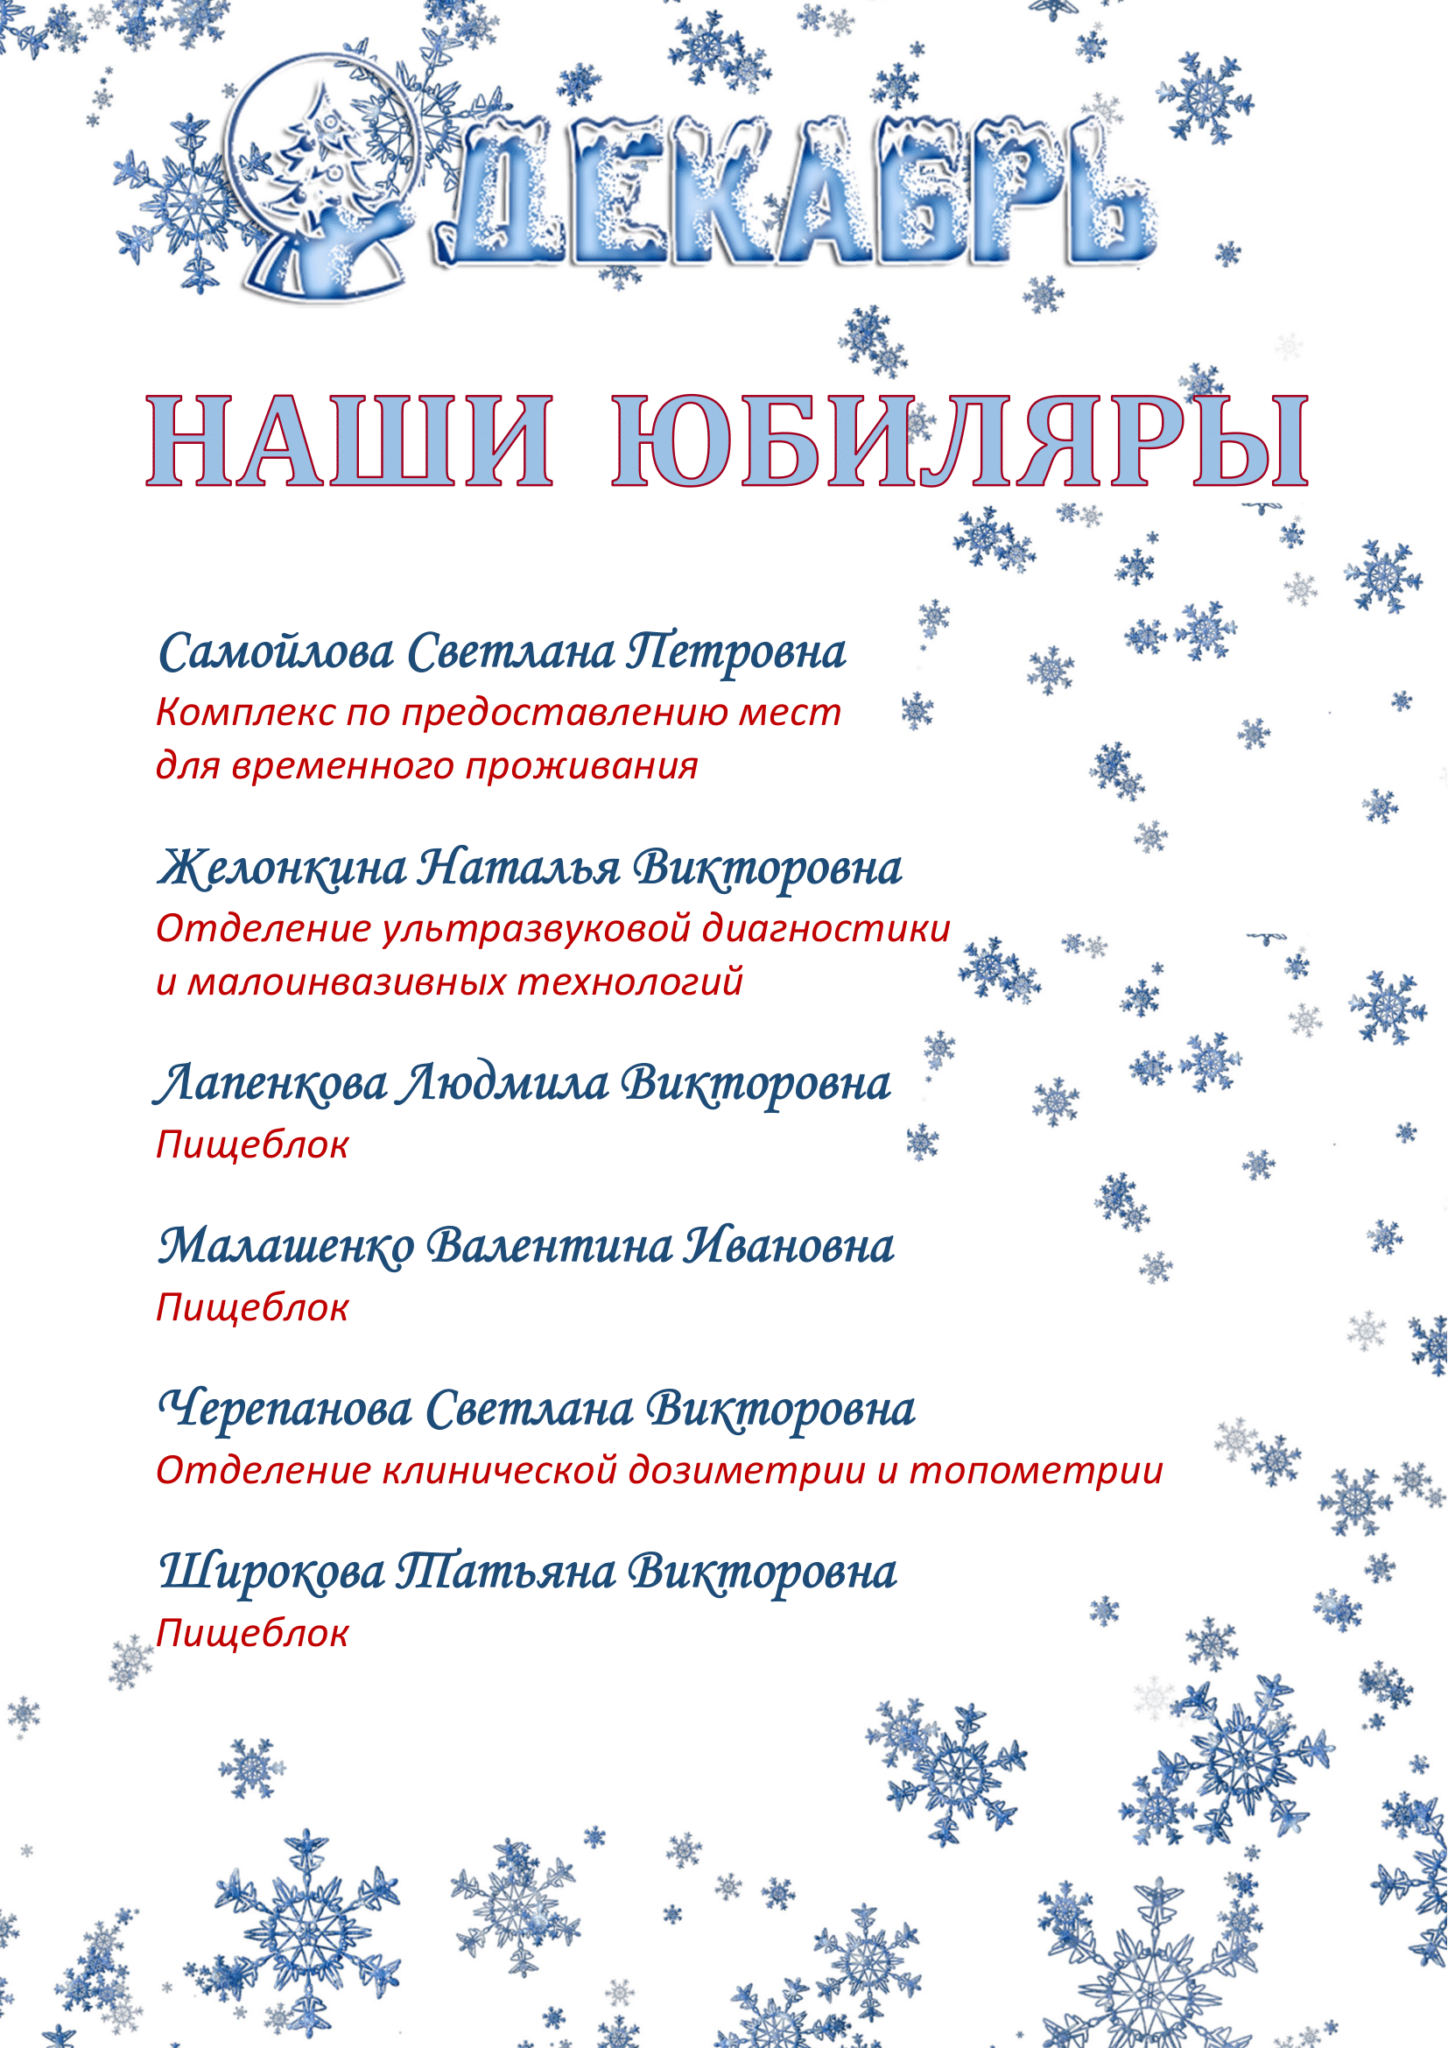 ДЕКАБРЬ
НАШИ ЮБИЛЯРЫ
Самойлова Светлана Петровна
Комплекс по предоставлению мест
для временного проживания
Желонкина Наталья Викторовна
Отделение ультразвуковой диагностики
и малоинвазивных технологий
Лапенкова Людмила Викторовна
Пищеблок
Малашенко Валентина Ивановна
Пищеблок
Черепанова Светлана Викторовна
Отделение клинической дозиметрии и топометрии
Широкова Татьяна Викторовна
Пищеблок